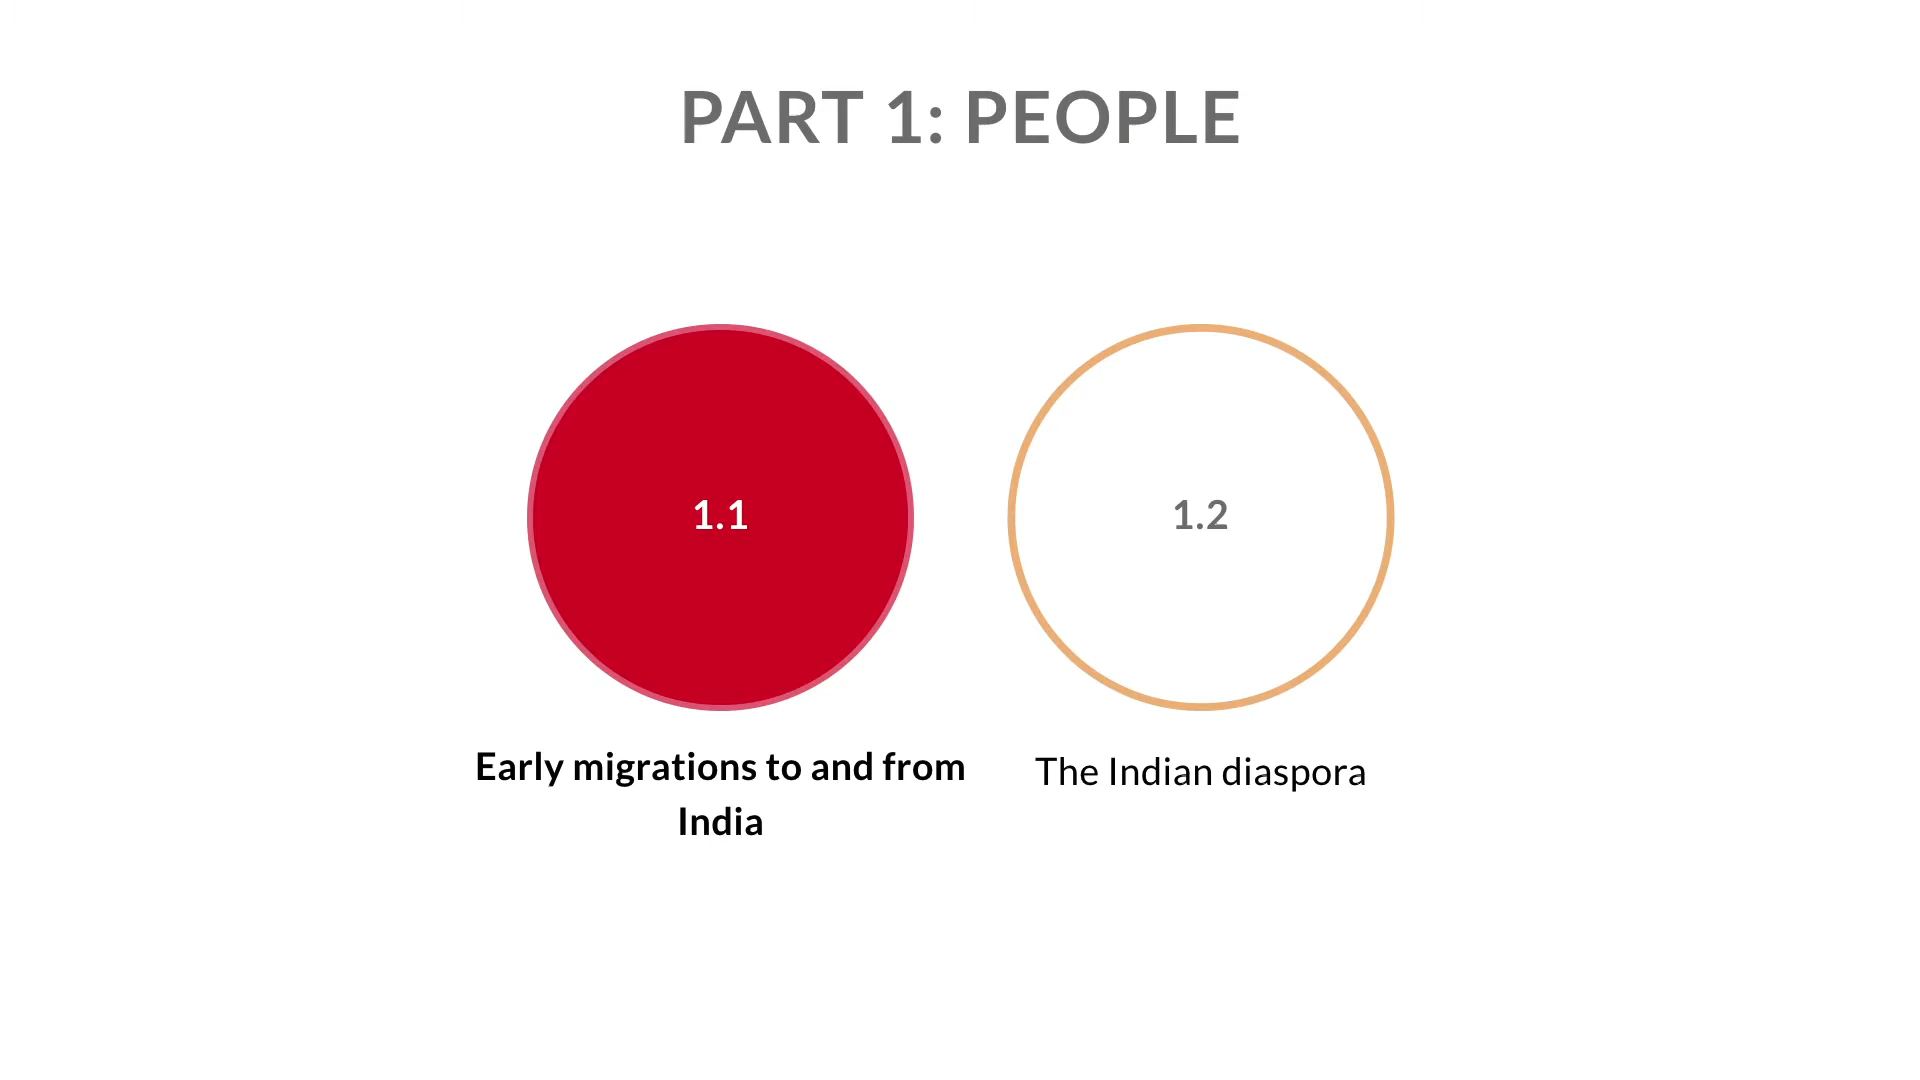 PART 1: PEOPLE
1.1
1.2
Early migrations to and from
India
The Indian diaspora